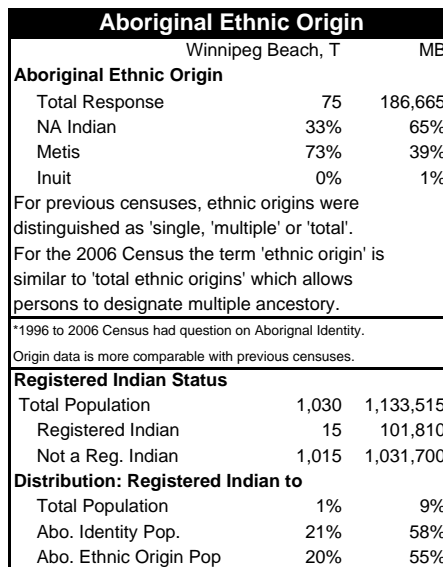 Aboriginal Ethnic Origin
Winnipeg Beach, T MB
Aboriginal Ethnic Origin
Total Response 75 186,665
NA Indian 33% 65%
Metis 73% 39%
Inuit 0% 1%
For previous censuses, ethnic origins were
distinguished as 'single, 'multiple' or 'total'.
For the 2006 Census the term 'ethnic origin' is
similar to 'total ethnic origins' which allows
persons to designate multiple ancestory.
*1996 to 2006 Census had question on Aborignal Identity.
Origin data is more comparable with previous censuses.
Registered Indian Status
Total Population 1,030 1,133,515
Registered Indian 15 101,810
Not a Reg. Indian 1,015 1,031,700
Distribution: Registered Indian to
Total Population 1% 9%
Abo. Identity Pop. 21% 58%
Abo. Ethnic Origin Pop 20% 55%